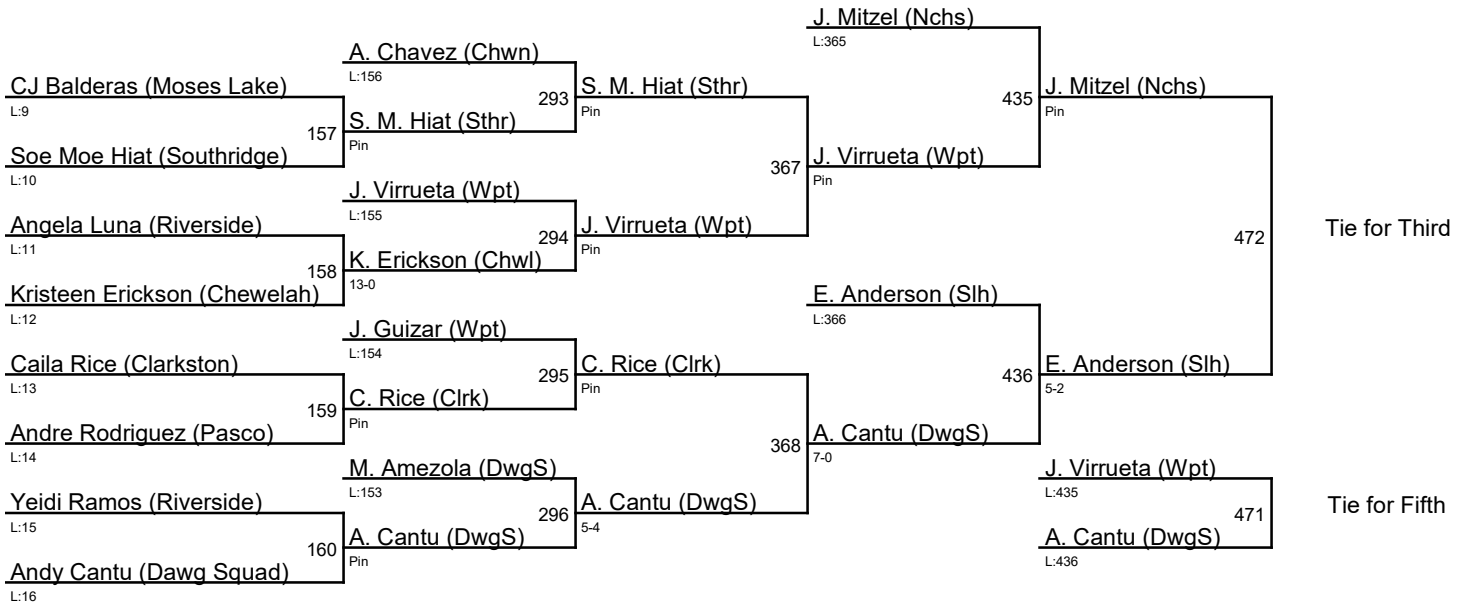 J. Mitzel (Nchs)
L:365
A. Chavez (Chwn)
L:156
CJ Balderas (Moses Lake)
L:9
293
S. M. Hiat (Sthr)
Pin
435
J. Mitzel (Nchs)
Pin
157
S. M. Hiat (Sthr)
Pin
Soe Moe Hiat (Southridge)
L:10
367
J. Virrueta (Wpt)
Pin
J. Virrueta (Wpt)
L:155
Angela Luna (Riverside)
L:11
294
J. Virrueta (Wpt)
Pin
472
Tie for Third
158
K. Erickson (Chwl)
13-0
Kristeen Erickson (Chewelah)
L:12
E. Anderson (Slh)
L:366
J. Guizar (Wpt)
L:154
Caila Rice (Clarkston)
L:13
295
C. Rice (Clrk)
Pin
436
E. Anderson (Slh)
5-2
159
C. Rice (Clrk)
Pin
Andre Rodriguez (Pasco)
L:14
368
A. Cantu (DwgS)
7-0
M. Amezola (DwgS)
L:153
J. Virrueta (Wpt)
L:435
Yeidi Ramos (Riverside)
L:15
296
A. Cantu (DwgS)
5-4
471
Tie for Fifth
160
A. Cantu (DwgS)
Pin
A. Cantu (DwgS)
L:436
Andy Cantu (Dawg Squad)
L:16